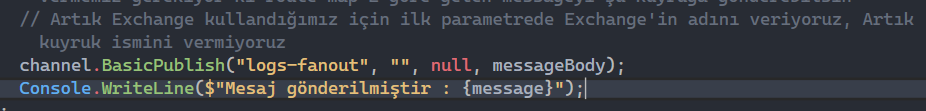 // Artık Exchange kullandığımız için ilk parametrede Exchange'in adını veriyoruz, Artık
kuyruk ismini vermiyoruz
channel.BasicPublish("logs-fanout", "", null, messageBody);
Console.WriteLine($"Mesaj gönderilmiştir : {message}");